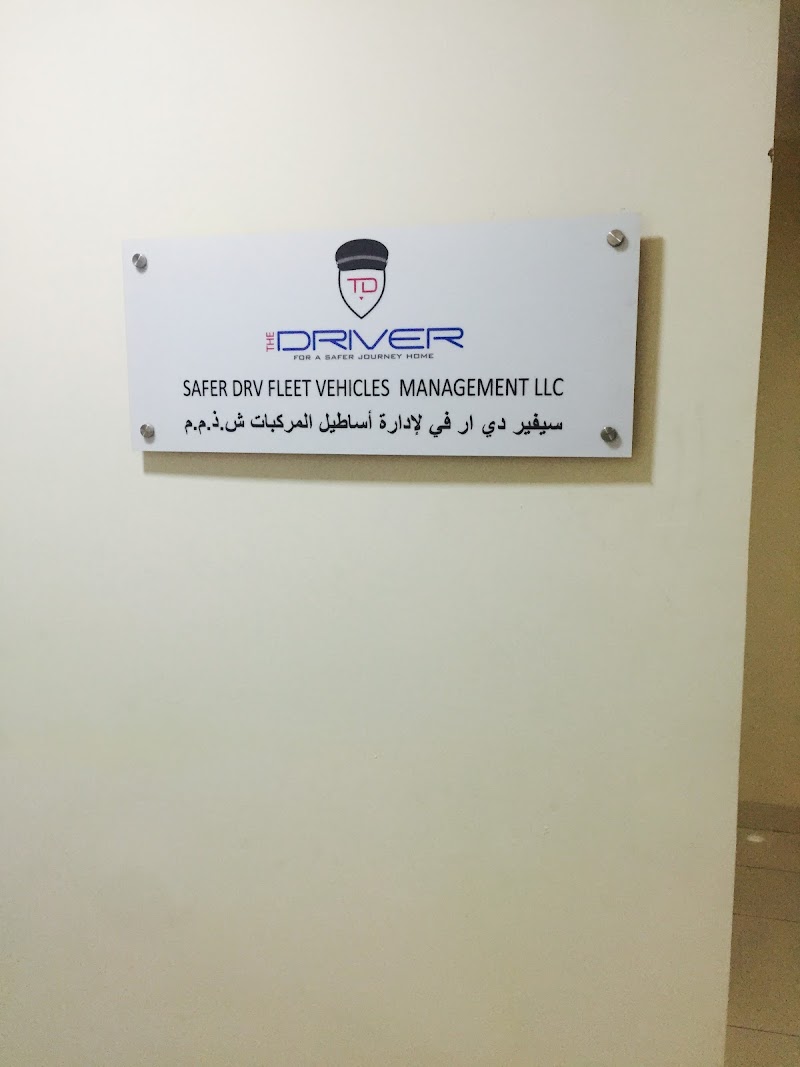 TD
THE DRIVER
FOR A SAFER JOURNEY HOME
SAFER DRV FLEET VEHICLES MANAGEMENT LLC
سيفير دي ار في لإدارة أساطيل المركبات ش.ذ.م.م